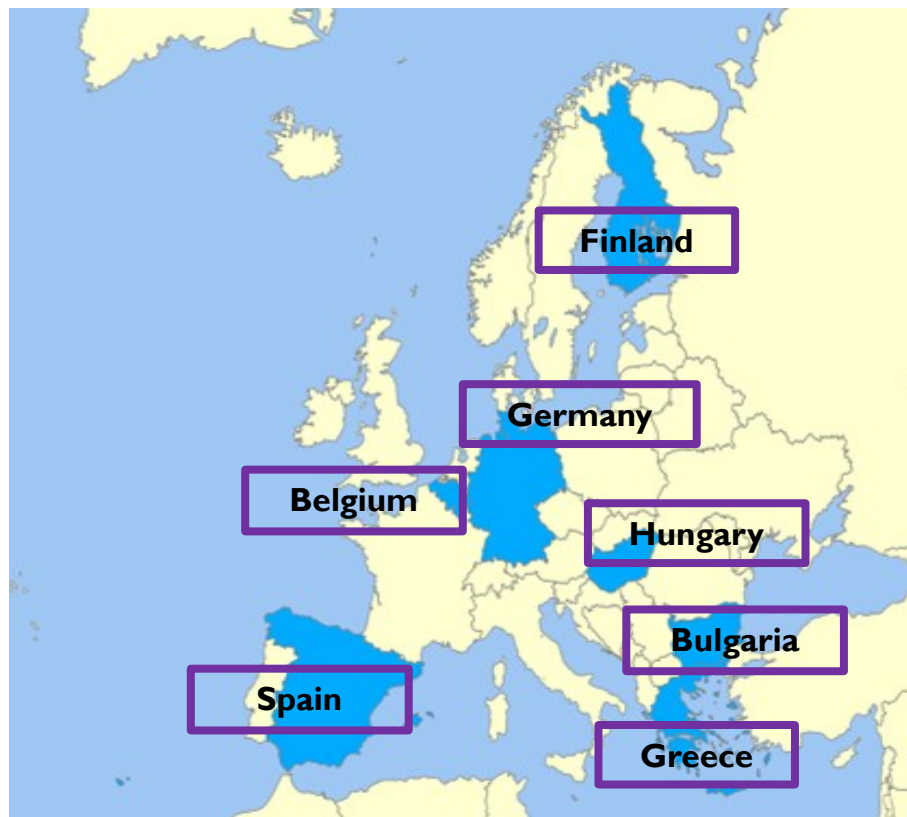 Finland
Germany
Belgium
Hungary
Bulgaria
Spain
Greece